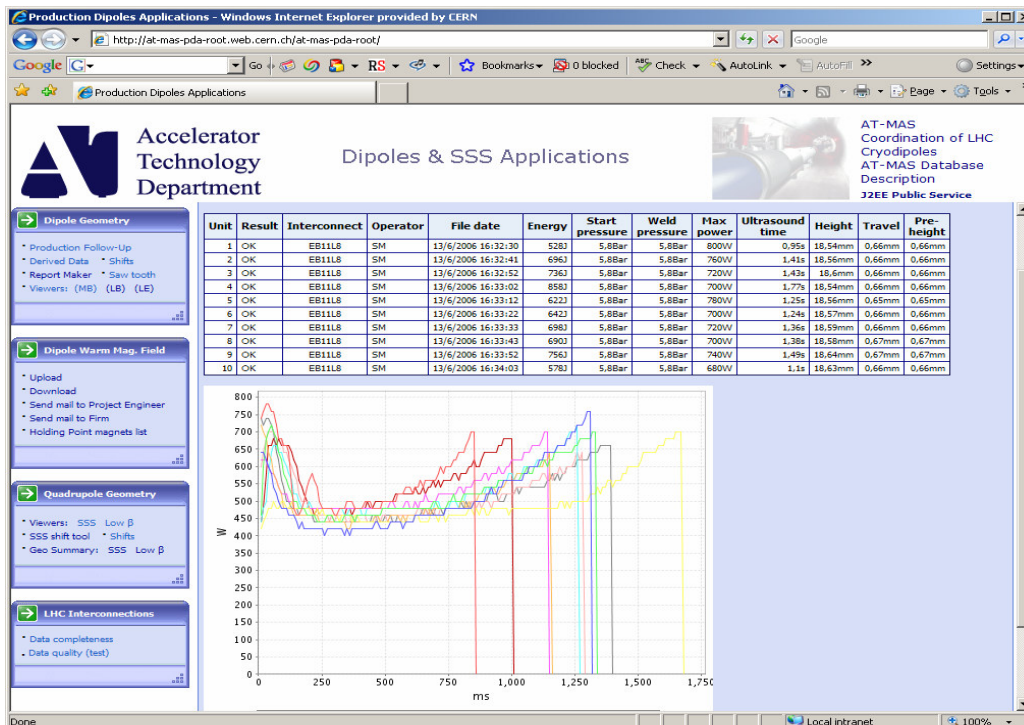 Production Dipoles Applications - Windows Internet Explorer provided by CERN
http://at-mas-pda-root.web.cern.ch/at-mas-pda-root/
Google
Google G Go RS Bookmarks 0 blocked ABC Check AutoLink AutoFill Settings
Production Dipoles Applications
Page Tools
Accelerator
Technology
Department
Dipoles & SSS Applications
AT-MAS
Coordination of LHC
Cryodipoles
AT-MAS Database
Description
J2EE Public Service
Dipole Geometry
Production Follow-Up
Derived Data Shifts
Report Maker Saw tooth
Viewers: (MB) (LB) (LE)
Dipole Warm Mag. Field
Upload
Download
Send mail to Project Engineer
Send mail to Firm
Holding Point magnets list
Quadrupole Geometry
Viewers: SSS Low β
SSS shift tool Shifts
Geo Summary: SSS Low β
LHC Interconnections
Data completeness
Data quality (test)
Unit Result Interconnect Operator File date Energy Start pressure Weld pressure Max power Ultrasound time Height Travel Pre-height
1 OK EB11L8 SM 13/6/2006 16:32:30 528J 5,8Bar 5,8Bar 800W 0,95s 18,54mm 0,66mm 0,66mm
2 OK EB11L8 SM 13/6/2006 16:32:41 696J 5,8Bar 5,8Bar 760W 1,41s 18,56mm 0,66mm 0,66mm
3 OK EB11L8 SM 13/6/2006 16:32:52 736J 5,8Bar 5,8Bar 720W 1,43s 18,6mm 0,66mm 0,66mm
4 OK EB11L8 SM 13/6/2006 16:33:02 858J 5,8Bar 5,8Bar 700W 1,77s 18,54mm 0,66mm 0,66mm
5 OK EB11L8 SM 13/6/2006 16:33:12 622J 5,8Bar 5,8Bar 780W 1,25s 18,56mm 0,65mm 0,65mm
6 OK EB11L8 SM 13/6/2006 16:33:22 642J 5,8Bar 5,8Bar 700W 1,24s 18,57mm 0,66mm 0,66mm
7 OK EB11L8 SM 13/6/2006 16:33:33 698J 5,8Bar 5,8Bar 720W 1,36s 18,59mm 0,66mm 0,66mm
8 OK EB11L8 SM 13/6/2006 16:33:43 690J 5,8Bar 5,8Bar 700W 1,38s 18,58mm 0,67mm 0,67mm
9 OK EB11L8 SM 13/6/2006 16:33:52 756J 5,8Bar 5,8Bar 740W 1,49s 18,64mm 0,67mm 0,67mm
10 OK EB11L8 SM 13/6/2006 16:34:03 578J 5,8Bar 5,8Bar 680W 1,1s 18,63mm 0,66mm 0,66mm
800
750
700
650
600
550
500
450
400
350
300
250
200
150
100
50
0
W
0 250 500 750 1,000 1,250 1,500 1,750
ms
Done Local intranet 100%